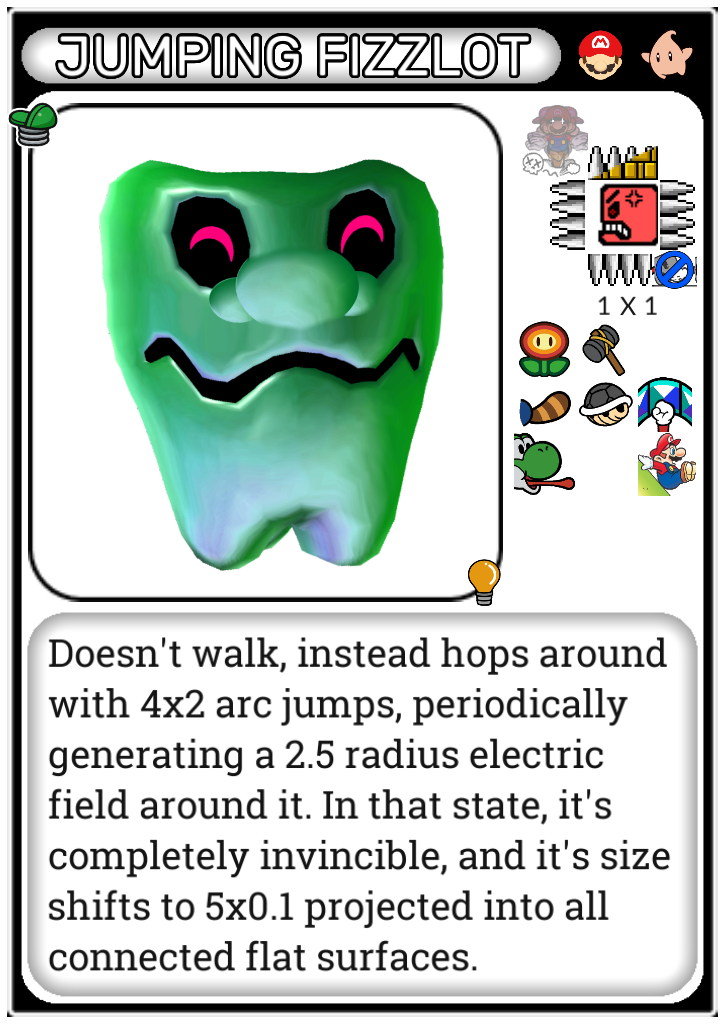 JUMPING FIZZLOT
1 X 1
Doesn't walk, instead hops around
with 4x2 arc jumps, periodically
generating a 2.5 radius electric
field around it. In that state, it's
completely invincible, and it's size
shifts to 5x0.1 projected into all
connected flat surfaces.